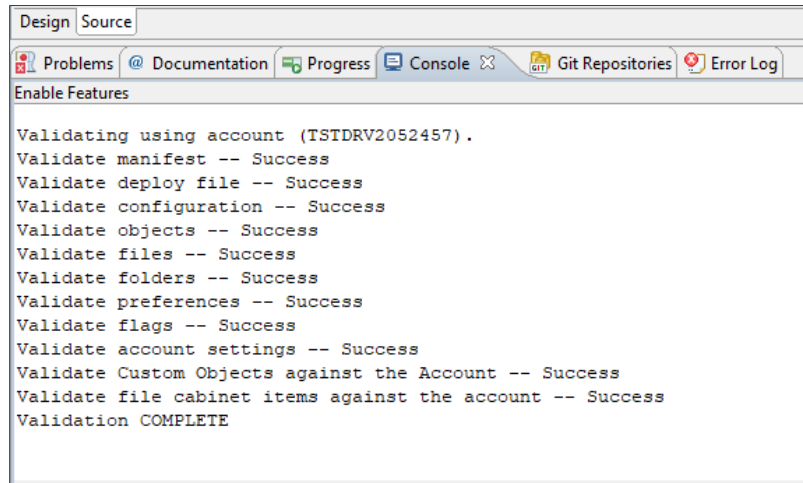 Design Source
Problems @ Documentation Progress Console Git Repositories Error Log
Enable Features
Validating using account (TSTDRV2052457).
Validate manifest -- Success
Validate deploy file -- Success
Validate configuration -- Success
Validate objects -- Success
Validate files -- Success
Validate folders -- Success
Validate preferences -- Success
Validate flags -- Success
Validate account settings -- Success
Validate Custom Objects against the Account -- Success
Validate file cabinet items against the account -- Success
Validation COMPLETE